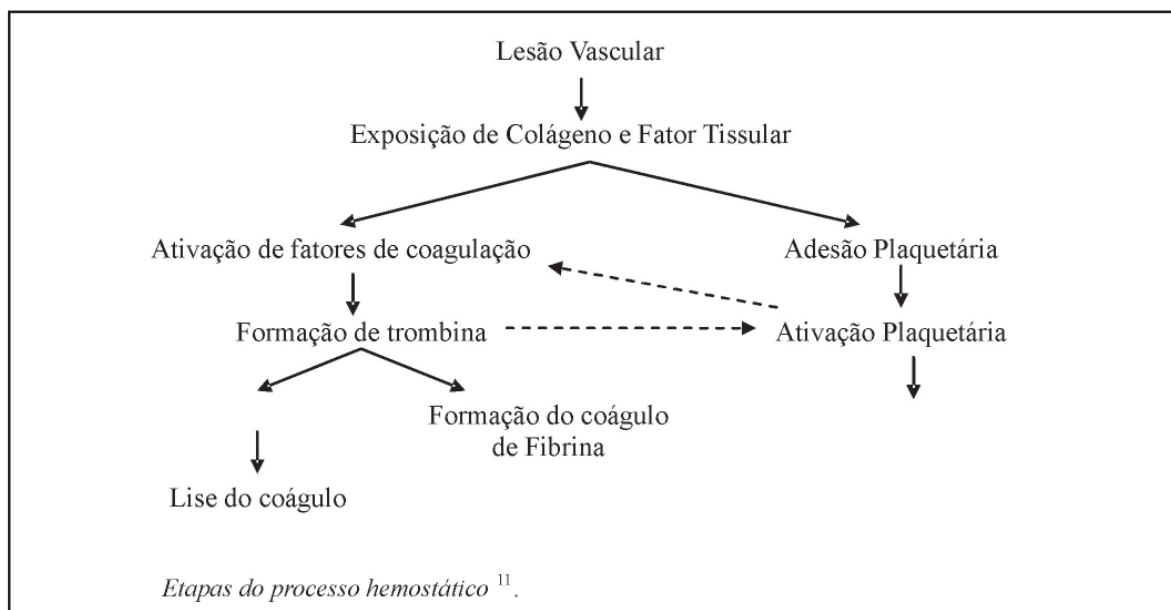 Lesão Vascular
Exposição de Colágeno e Fator Tissular
Ativação de fatores de coagulação
Adesão Plaquetária
Formação de trombina
Ativação Plaquetária
Formação do coágulo
de Fibrina
Lise do coágulo
Etapas do processo hemostático 11.